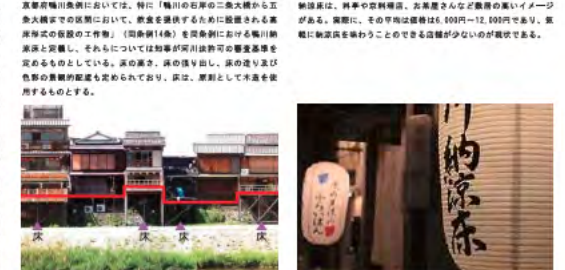 京都府鴨川条例においては、特に「鴨川の右岸の二条大橋から五
条大橋までの区間において、飲食を提供するために設置される高
床形式の仮設の工作物」（同条例14条）を同条例における鴨川納
涼床と定義し、それらについては知事が河川法許可の審査基準を
定めるものとしている。床の高さ、床の張り出し、床の造り及び
色彩の景観的配慮も定められており、床は、原則として木造を使
用するものとする。
納涼床は、料亭や京料理店、お茶屋さんなど敷居の高いイメージ
がある。実際に、その平均は価格は6,000円〜12,000円であり、気
軽に納涼床を味わうことのできる店舗が少ないのが現状である。
床
床
床
床
川納涼床